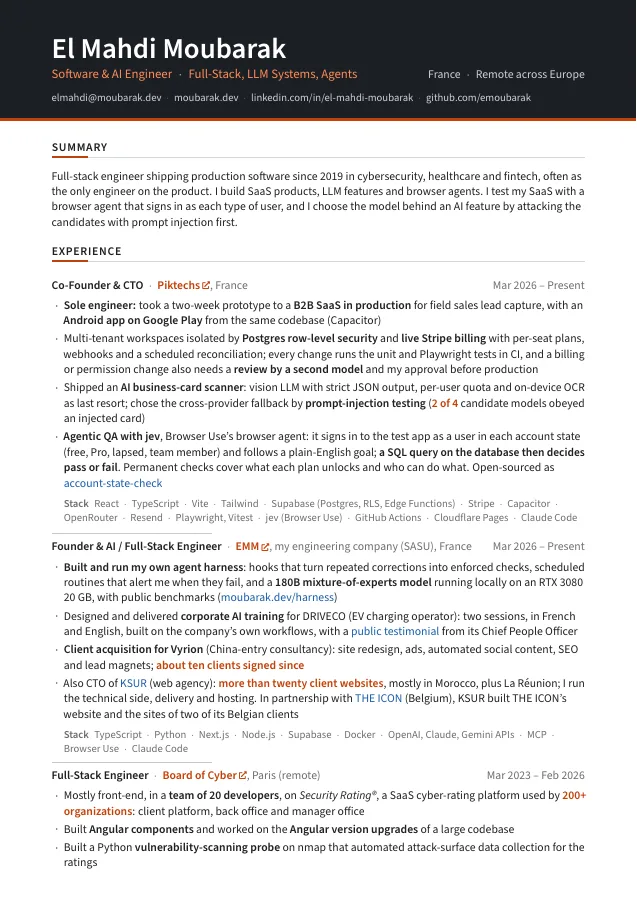 El Mahdi Moubarak
Software & AI Engineer · Full-Stack, LLM Systems, Agents France · Remote across Europe
elmahdi@moubarak.dev · moubarak.dev · linkedin.com/in/el-mahdi-moubarak · github.com/emoubarak
SUMMARY
Full-stack engineer shipping production software since 2019 in cybersecurity, healthcare and fintech, often as
the only engineer on the product. I build SaaS products, LLM features and browser agents. I test my SaaS with a
browser agent that signs in as each type of user, and I choose the model behind an AI feature by attacking the
candidates with prompt injection first.
EXPERIENCE
Co-Founder & CTO · Piktechs, France Mar 2026 – Present
· Sole engineer: took a two-week prototype to a B2B SaaS in production for field sales lead capture, with an
Android app on Google Play from the same codebase (Capacitor)
· Multi-tenant workspaces isolated by Postgres row-level security and live Stripe billing with per-seat plans,
webhooks and a scheduled reconciliation; every change runs the unit and Playwright tests in CI, and a billing
or permission change also needs a review by a second model and my approval before production
· Shipped an AI business-card scanner: vision LLM with strict JSON output, per-user quota and on-device OCR
as last resort; chose the cross-provider fallback by prompt-injection testing (2 of 4 candidate models obeyed
an injected card)
· Agentic QA with jev, Browser Use's browser agent: it signs in to the test app as a user in each account state
(free, Pro, lapsed, team member) and follows a plain-English goal; a SQL query on the database then decides
pass or fail. Permanent checks cover what each plan unlocks and who can do what. Open-sourced as
account-state-check
Stack React · TypeScript · Vite · Tailwind · Supabase (Postgres, RLS, Edge Functions) · Stripe · Capacitor ·
OpenRouter · Resend · Playwright, Vitest · jev (Browser Use) · GitHub Actions · Cloudflare Pages · Claude Code
Founder & AI / Full-Stack Engineer · EMM, my engineering company (SASU), France Mar 2026 – Present
· Built and run my own agent harness: hooks that turn repeated corrections into enforced checks, scheduled
routines that alert me when they fail, and a 180B mixture-of-experts model running locally on an RTX 3080
20 GB, with public benchmarks (moubarak.dev/harness)
· Designed and delivered corporate AI training for DRIVECO (EV charging operator): two sessions, in French
and English, built on the company's own workflows, with a public testimonial from its Chief People Officer
· Client acquisition for Vyrion (China-entry consultancy): site redesign, ads, automated social content, SEO
and lead magnets; about ten clients signed since
· Also CTO of KSUR (web agency): more than twenty client websites, mostly in Morocco, plus La Réunion; I run
the technical side, delivery and hosting. In partnership with THE ICON (Belgium), KSUR built THE ICON's
website and the sites of two of its Belgian clients
Stack TypeScript · Python · Next.js · Node.js · Supabase · Docker · OpenAI, Claude, Gemini APIs · MCP ·
Browser Use · Claude Code
Full-Stack Engineer · Board of Cyber, Paris (remote) Mar 2023 – Feb 2026
· Mostly front-end, in a team of 20 developers, on Security Rating®, a SaaS cyber-rating platform used by 200+
organizations: client platform, back office and manager office
· Built Angular components and worked on the Angular version upgrades of a large codebase
· Built a Python vulnerability-scanning probe on nmap that automated attack-surface data collection for the
ratings